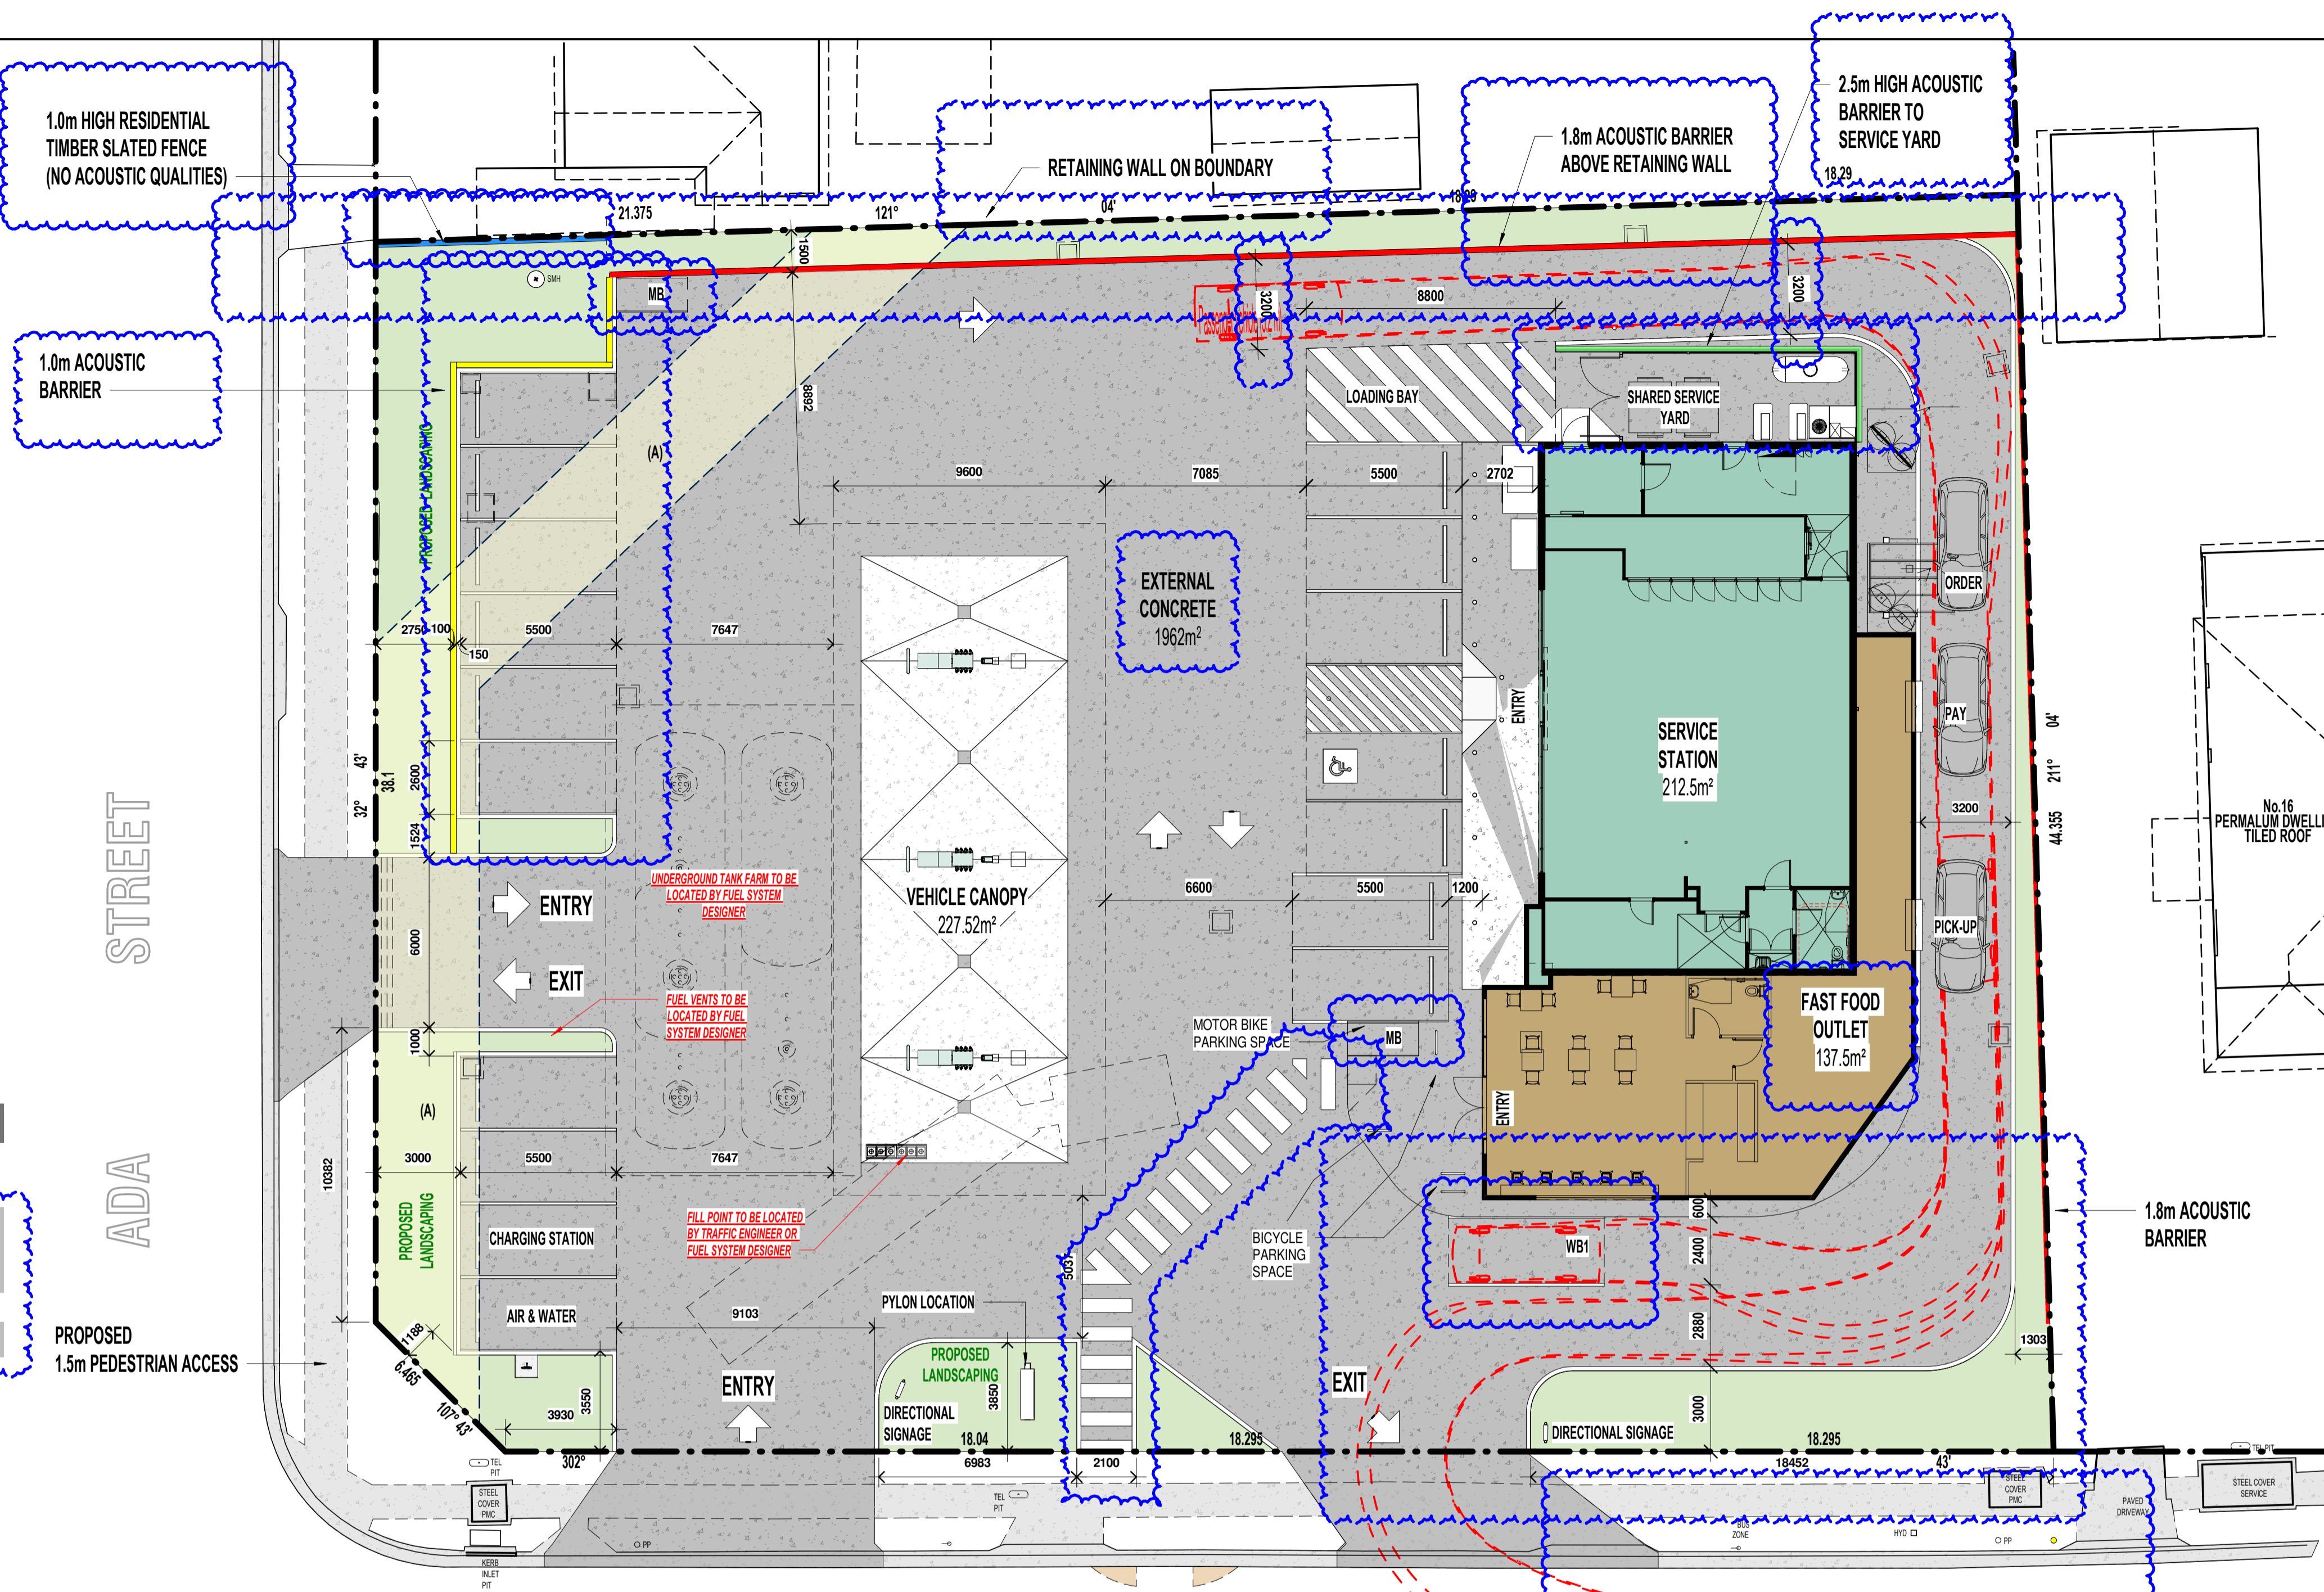 1.0m HIGH RESIDENTIAL
TIMBER SLATED FENCE
(NO ACOUSTIC QUALITIES)
RETAINING WALL ON BOUNDARY
1.8m ACOUSTIC BARRIER
ABOVE RETAINING WALL
2.5m HIGH ACOUSTIC
BARRIER TO
SERVICE YARD
18.29
21.375
121°
04'
18.29
1500
SMH
MB
3200
8800
3200
1.0m ACOUSTIC
BARRIER
8892
LOADING BAY
SHARED SERVICE
YARD
PROPOSED LANDSCAPING
(A)
9600
7085
5500
2702
EXTERNAL
CONCRETE
1962m²
ORDER
2750
100
150
5500
7647
ENTRY
PAY
SERVICE
STATION
212.5m²
04'
211°
44.355
43'
38.1
32°
2600
1524
3200
No.16
PERMALUM DWELLI
TILED ROOF
STREET
ADA
UNDERGROUND TANK FARM TO BE
LOCATED BY FUEL SYSTEM
DESIGNER
VEHICLE CANOPY
227.52m²
6600
5500
1200
ENTRY
EXIT
6000
PICK-UP
FUEL VENTS TO BE
LOCATED BY FUEL
SYSTEM DESIGNER
1000
MOTOR BIKE
PARKING SPACE
MB
FAST FOOD
OUTLET
137.5m²
ENTRY
(A)
10382
3000
5500
7647
PROPOSED
LANDSCAPING
CHARGING STATION
FILL POINT TO BE LOCATED
BY TRAFFIC ENGINEER OR
FUEL SYSTEM DESIGNER
5037
BICYCLE
PARKING
SPACE
WB1
600
2400
2880
1.8m ACOUSTIC
BARRIER
PROPOSED
1.5m PEDESTRIAN ACCESS
AIR & WATER
9103
PYLON LOCATION
1188
6.465
107° 43'
1303
PROPOSED
LANDSCAPING
3850
ENTRY
EXIT
3930
3550
DIRECTIONAL
SIGNAGE
3000
DIRECTIONAL SIGNAGE
302°
18.04
18.295
18.295
6983
2100
18452
43'
TEL
PIT
STEEL
COVER
PMC
TEL
PIT
STEEL
COVER
PMC
TEL PIT
STEEL COVER
SERVICE
PAVED
DRIVEWAY
BUS
ZONE
HYD
PP
PP
KERB
INLET
PIT